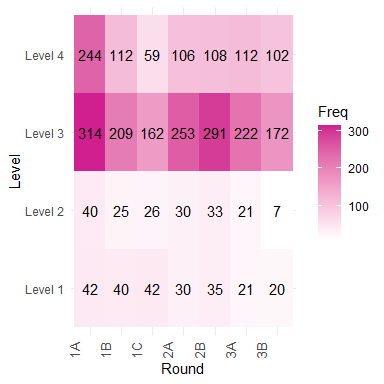 Level 4 244 112 59 106 108 112 102
Level 3 314 209 162 253 291 222 172
Level 2 40 25 26 30 33 21 7
Level 1 42 40 42 30 35 21 20
1A 1B 1C 2A 2B 3A 3B
Round
Level
Freq
300
200
100